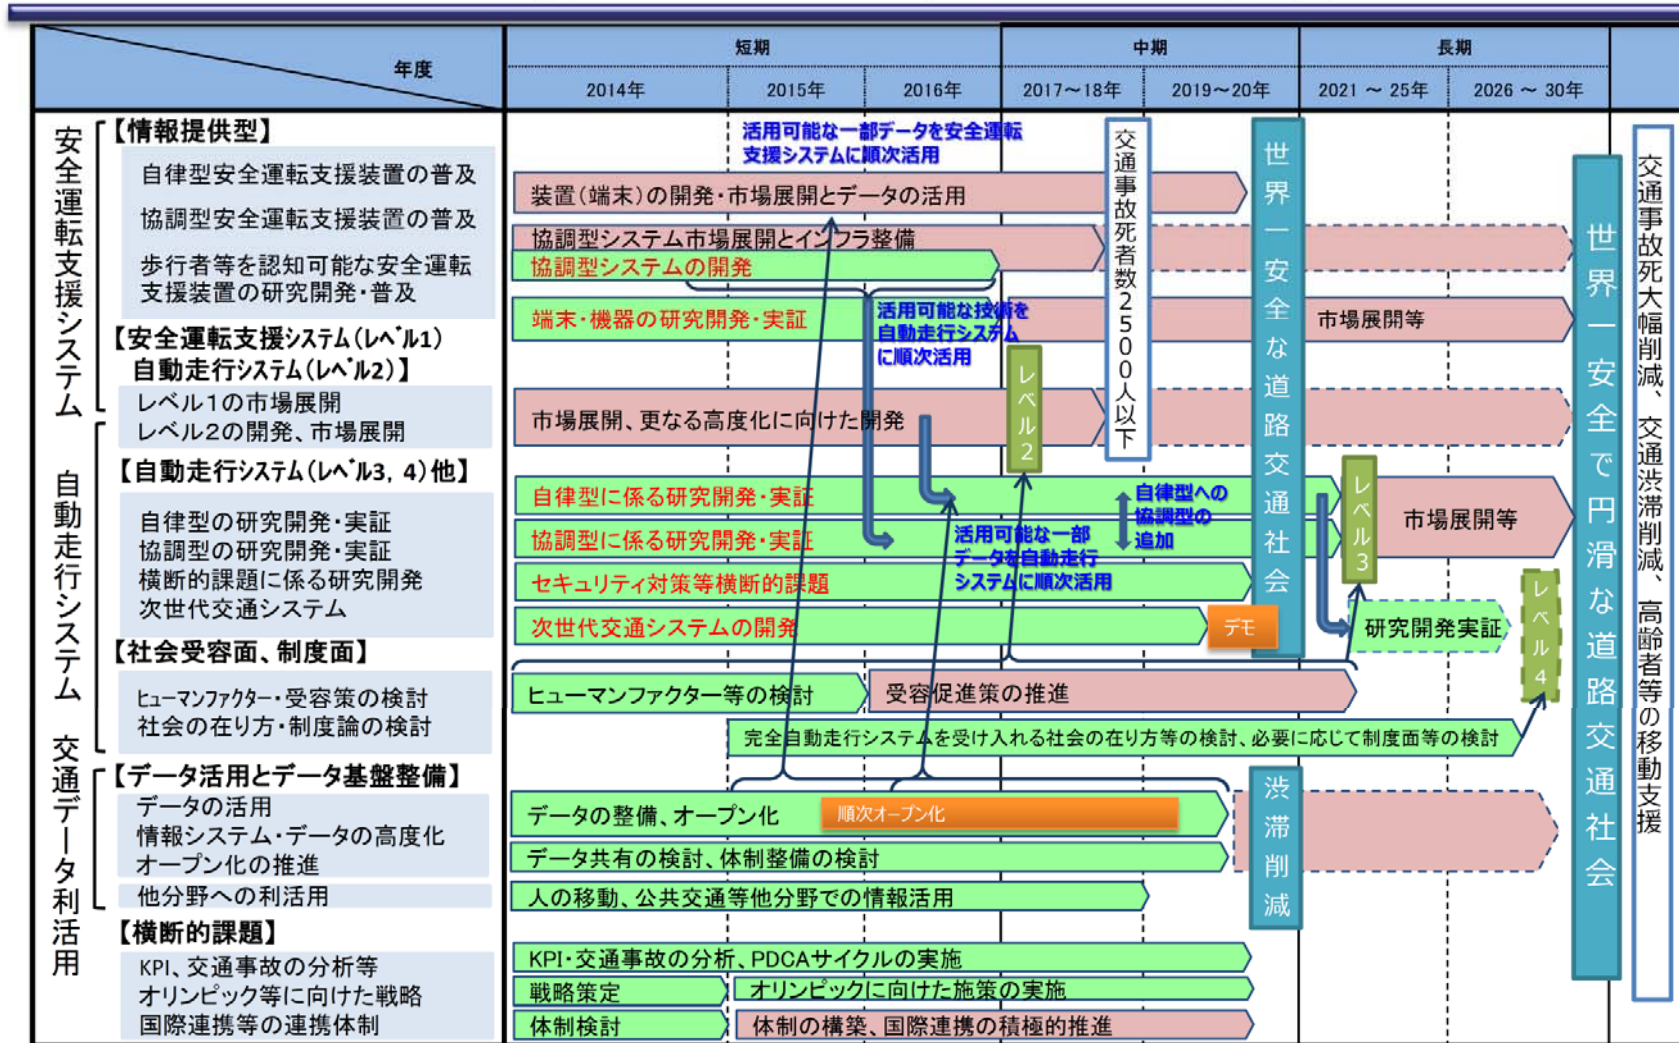 年度
短期
中期
長期
2014年
2015年
2016年
2017～18年
2019～20年
2021 ～ 25年
2026 ～ 30年
安全運転支援システム
自動走行システム
交通データ利活用
【情報提供型】
自律型安全運転支援装置の普及
協調型安全運転支援装置の普及
歩行者等を認知可能な安全運転
支援装置の研究開発・普及
【安全運転支援システム(レベル1)
自動走行システム(レベル2)】
レベル１の市場展開
レベル２の開発、市場展開
【自動走行システム(レベル3, 4)他】
自律型の研究開発・実証
協調型の研究開発・実証
横断的課題に係る研究開発
次世代交通システム
【社会受容面、制度面】
ヒューマンファクター・受容策の検討
社会の在り方・制度論の検討
【データ活用とデータ基盤整備】
データの活用
情報システム・データの高度化
オープン化の推進
他分野への利活用
【横断的課題】
KPI、交通事故の分析等
オリンピック等に向けた戦略
国際連携等の連携体制
活用可能な一部データを安全運転
支援システムに順次活用
装置（端末）の開発・市場展開とデータの活用
協調型システム市場展開とインフラ整備
協調型システムの開発
端末・機器の研究開発・実証
活用可能な技術を
自動走行システム
に順次活用
市場展開等
市場展開、更なる高度化に向けた開発
レベル2
交通事故死者数2500人以下
世界一安全な道路交通社会
自律型に係る研究開発・実証
協調型に係る研究開発・実証
自律型への
協調型の
追加
活用可能な一部
データを自動走行
システムに順次活用
セキュリティ対策等横断的課題
次世代交通システムの開発
デモ
レベル3
市場展開等
研究開発実証
レベル4
ヒューマンファクター等の検討
受容促進策の推進
完全自動走行システムを受け入れる社会の在り方等の検討、必要に応じて制度面等の検討
データの整備、オープン化
順次オープン化
データ共有の検討、体制整備の検討
人の移動、公共交通等他分野での情報活用
渋滞削減
KPI・交通事故の分析、PDCAサイクルの実施
戦略策定
オリンピックに向けた施策の実施
体制検討
体制の構築、国際連携の積極的推進
世界一安全で円滑な道路交通社会
交通事故死大幅削減、交通渋滞削減、高齢者等の移動支援